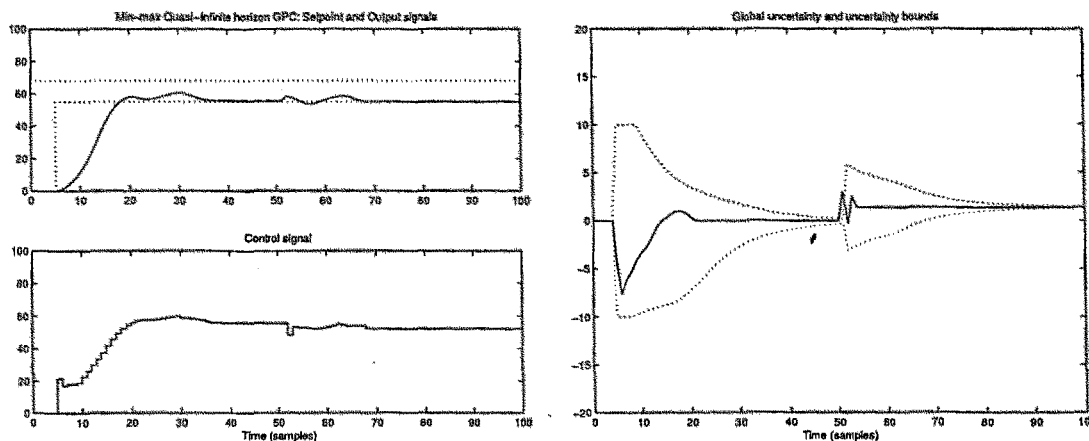 Min-max Quasi-Infinite horizon GPC: Setpoint and Output signals
100
80
60
40
20
0
0 10 20 30 40 50 60 70 80 90 100
Control signal
100
80
60
40
20
0
0 10 20 30 40 50 60 70 80 90 100
Time (samples)
Global uncertainty and uncertainty bounds
20
15
10
5
0
-5
-10
-15
-20
0 10 20 30 40 50 60 70 80 90 100
Time (samples)